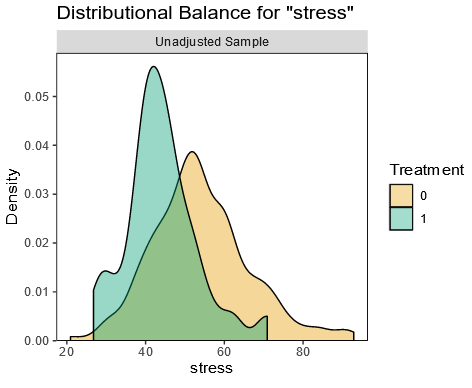 Distributional Balance for "stress"
Unadjusted Sample
0.05
0.04
0.03
0.02
0.01
0.00
Density
20 40 60 80
stress
Treatment
0
1